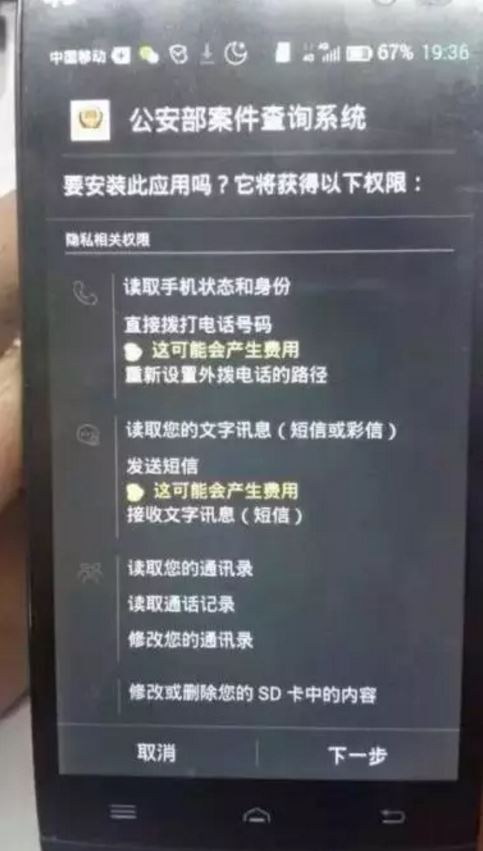 中国移动 67% 19:36
公安部案件查询系统
要安装此应用吗？它将获得以下权限：
隐私相关权限
读取手机状态和身份
直接拨打电话号码
这可能会产生费用
重新设置外拨电话的路径
读取您的文字讯息（短信或彩信）
发送短信
这可能会产生费用
接收文字讯息（短信）
读取您的通讯录
读取通话记录
修改您的通讯录
修改或删除您的 SD 卡中的内容
取消 下一步